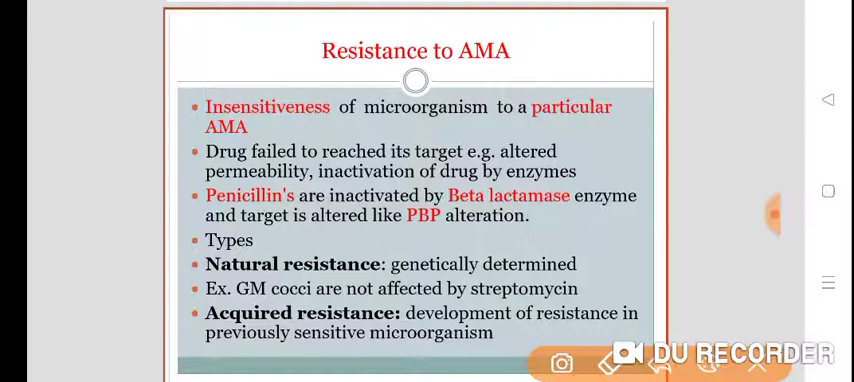 Resistance to AMA
Insensitiveness of microorganism to a particular
AMA
Drug failed to reached its target e.g. altered
permeability, inactivation of drug by enzymes
Penicillin's are inactivated by Beta lactamase enzyme
and target is altered like PBP alteration.
Types
Natural resistance: genetically determined
Ex. GM cocci are not affected by streptomycin
Acquired resistance: development of resistance in
previously sensitive microorganism
DU RECORDER